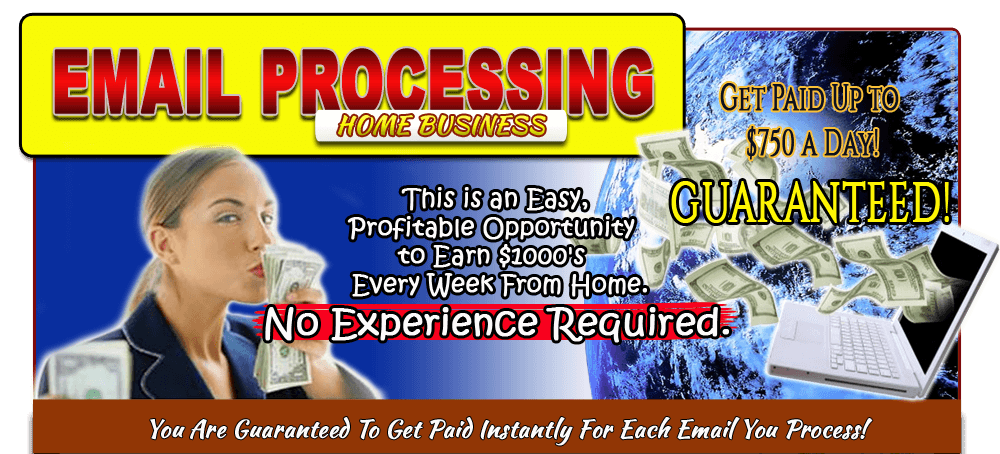 EMAIL PROCESSING
HOME BUSINESS
GET PAID UP TO
$750 A DAY!
GUARANTEED!
This is an Easy,
Profitable Opportunity
to Earn $1000's
Every Week From Home.
No Experience Required.
You Are Guaranteed To Get Paid Instantly For Each Email You Process!